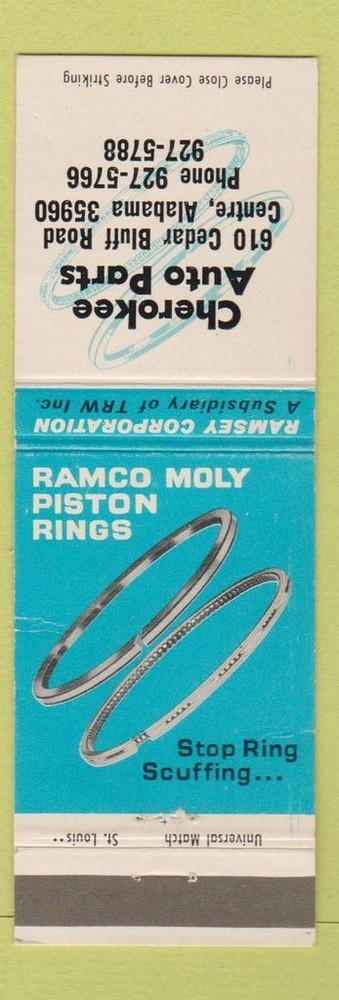 Please Close Cover Before Striking
Cherokee
Auto Parts
610 Cedar Bluff Road
Centre, Alabama 35960
Phone 927-5766
927-5788
RAMSEY CORPORATION
A Subsidiary of TRW Inc.
RAMCO MOLY
PISTON
RINGS
Stop Ring
Scuffing...
Universal Match St. Louis